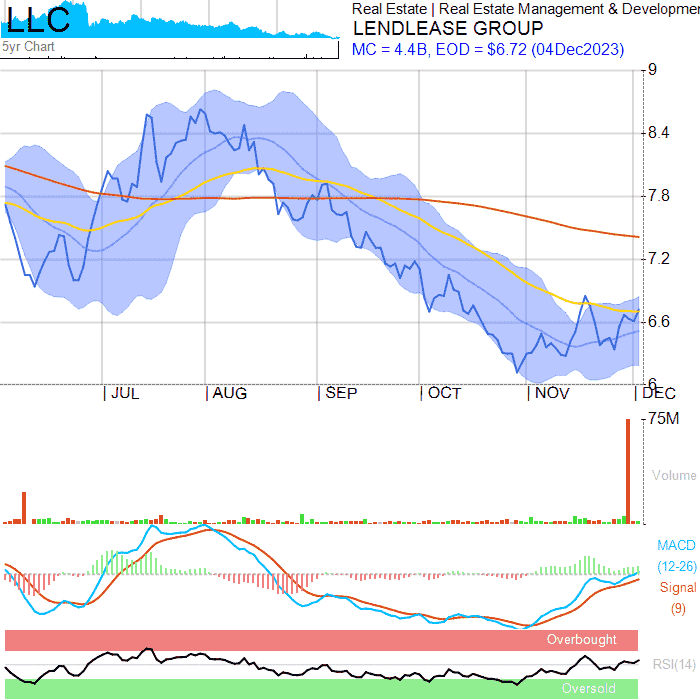 LLC
5yr Chart
Real Estate | Real Estate Management & Developmen
LENDLEASE GROUP
MC = 4.4B, EOD = $6.72 (04Dec2023)
9
8.4
7.8
7.2
6.6
6
JUL
AUG
SEP
OCT
NOV
DEC
75M
Volume
MACD
(12-26)
Signal
(9)
Overbought
RSI(14)
Oversold